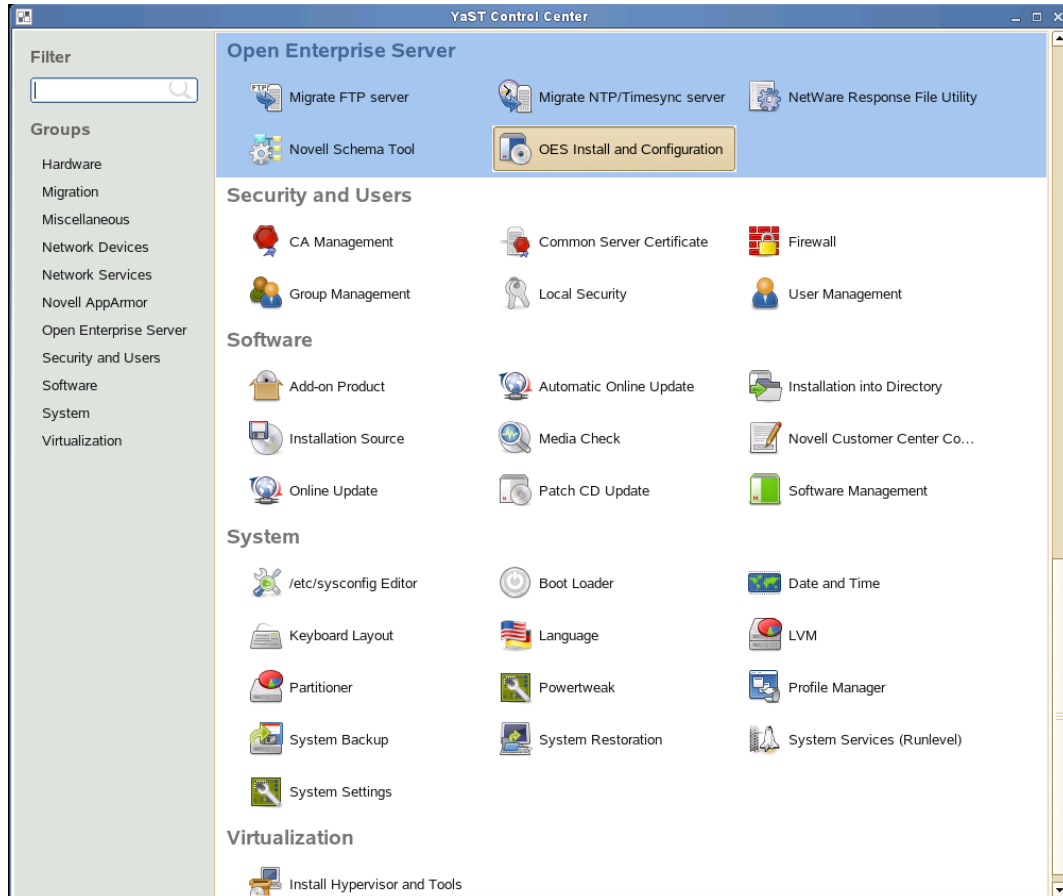 YaST Control Center
Filter
Groups
Hardware
Migration
Miscellaneous
Network Devices
Network Services
Novell AppArmor
Open Enterprise Server
Security and Users
Software
System
Virtualization
Open Enterprise Server
FTP
Migrate FTP server
Migrate NTP/Timesync server
NetWare Response File Utility
Novell Schema Tool
OES Install and Configuration
Security and Users
CA Management
Common Server Certificate
Firewall
Group Management
Local Security
User Management
Software
Add-on Product
Automatic Online Update
Installation into Directory
Installation Source
Media Check
Novell Customer Center Co...
Online Update
Patch CD Update
Software Management
System
/etc/sysconfig Editor
Boot Loader
Date and Time
Keyboard Layout
Language
LVM
Partitioner
Powertweak
Profile Manager
System Backup
System Restoration
System Services (Runlevel)
System Settings
Virtualization
Install Hypervisor and Tools